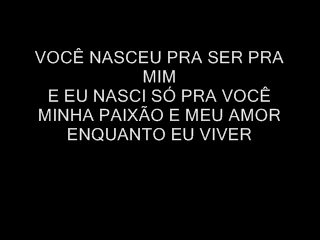 VOCÊ NASCEU PRA SER PRA
MIM
E EU NASCI SÓ PRA VOCÊ
MINHA PAIXÃO E MEU AMOR
ENQUANTO EU VIVER